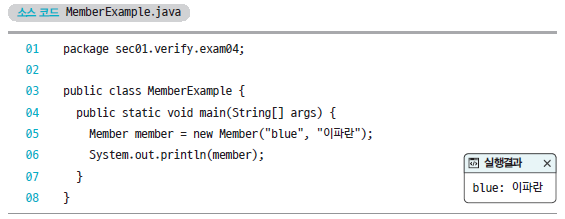 소스 코드 MemberExample.java
01 package sec01.verify.exam04;
02
03 public class MemberExample {
04 public static void main(String[] args) {
05 Member member = new Member("blue", "이파란");
06 System.out.println(member);
07 }
08 }
실행결과 ×
blue: 이파란